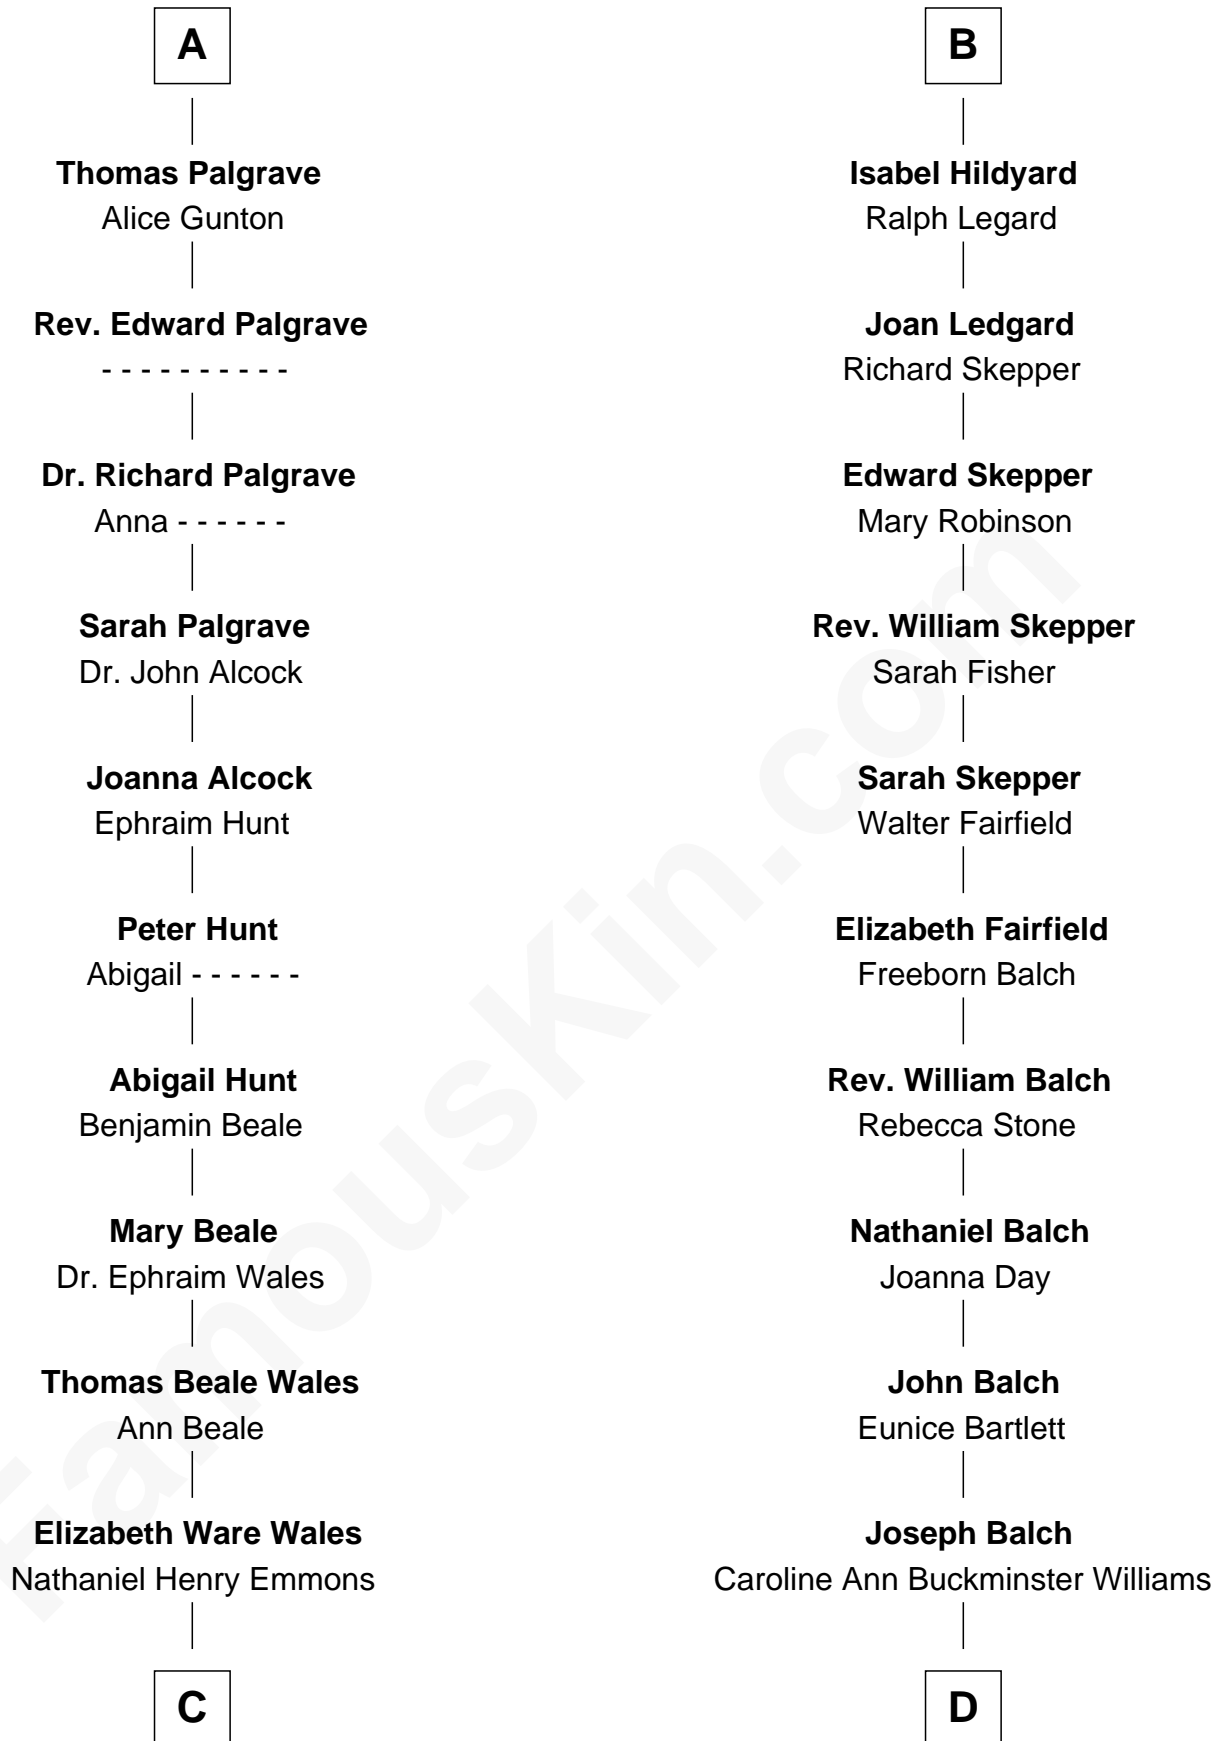 A
Thomas Palgrave
Alice Gunton
Rev. Edward Palgrave
- - - - - - - - - -
Dr. Richard Palgrave
Anna - - - - - -
Sarah Palgrave
Dr. John Alcock
Joanna Alcock
Ephraim Hunt
Peter Hunt
Abigail - - - - - -
Abigail Hunt
Benjamin Beale
Mary Beale
Dr. Ephraim Wales
Thomas Beale Wales
Ann Beale
Elizabeth Ware Wales
Nathaniel Henry Emmons
C
B
Isabel Hildyard
Ralph Legard
Joan Ledgard
Richard Skepper
Edward Skepper
Mary Robinson
Rev. William Skepper
Sarah Fisher
Sarah Skepper
Walter Fairfield
Elizabeth Fairfield
Freeborn Balch
Rev. William Balch
Rebecca Stone
Nathaniel Balch
Joanna Day
John Balch
Eunice Bartlett
Joseph Balch
Caroline Ann Buckminster Williams
D
FamousKin.com